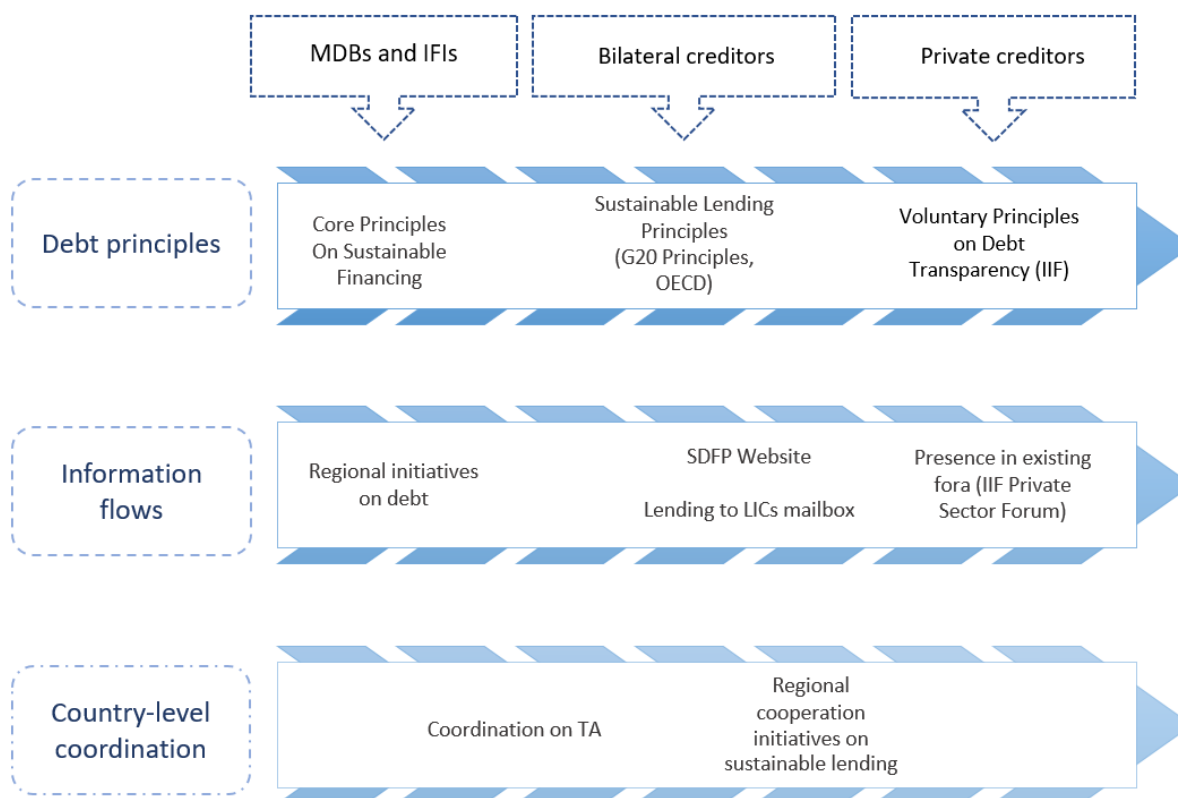 MDBs and IFIs
Bilateral creditors
Private creditors
Debt principles
Core Principles
On Sustainable
Financing
Sustainable Lending
Principles
(G20 Principles,
OECD)
Voluntary Principles
on Debt
Transparency (IIF)
Information
flows
Regional initiatives
on debt
SDFP Website
Lending to LICs mailbox
Presence in existing
fora (IIF Private
Sector Forum)
Country-level
coordination
Coordination on TA
Regional
cooperation
initiatives on
sustainable lending